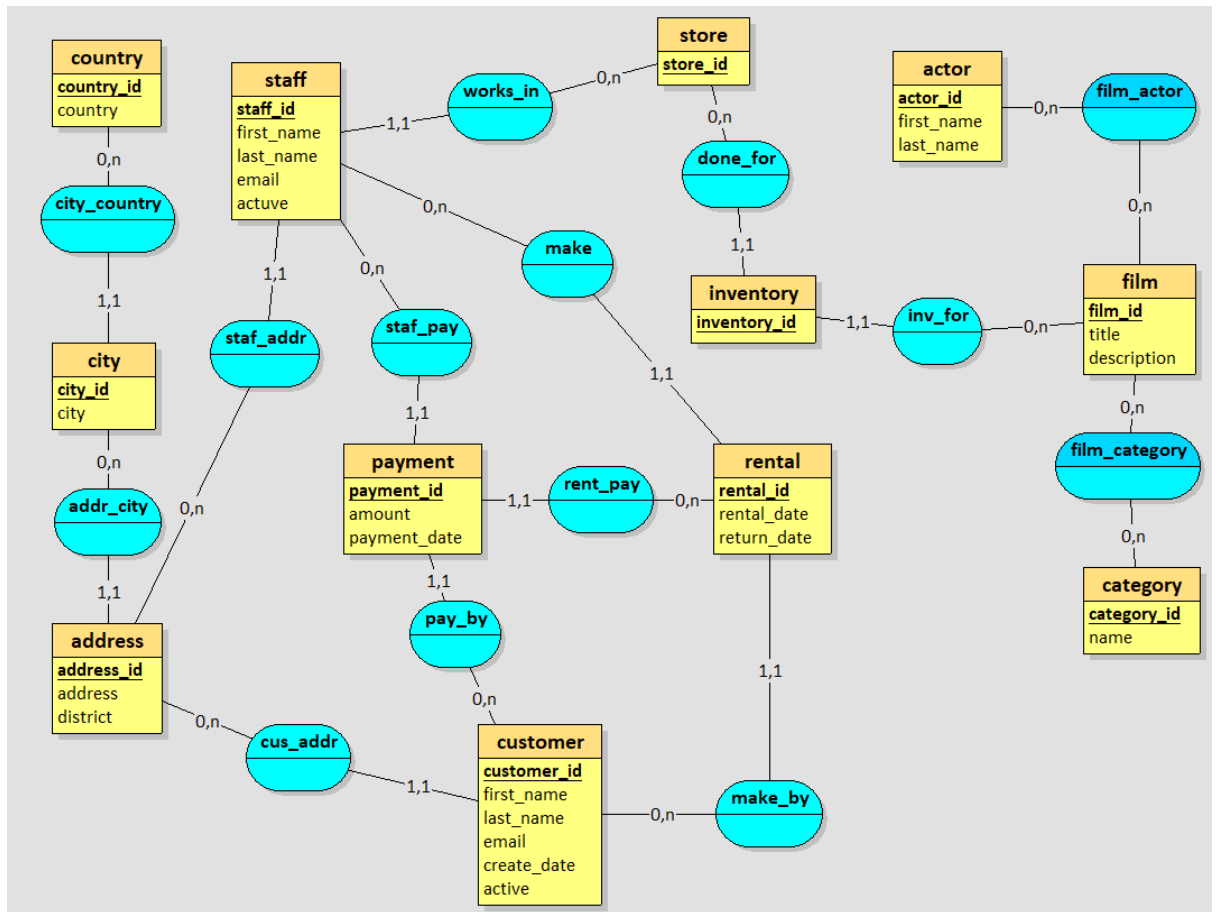 country
country_id
country
0,n
city_country
1,1
city
city_id
city
0,n
addr_city
1,1
address
address_id
address
district
staff
staff_id
first_name
last_name
email
actuve
1,1
works_in
0,n
store
store_id
0,n
done_for
1,1
inventory
inventory_id
1,1
inv_for
0,n
actor
actor_id
first_name
last_name
0,n
film_actor
0,n
film
film_id
title
description
0,n
film_category
0,n
category
category_id
name
1,1
staf_addr
0,n
0,n
staf_pay
1,1
0,n
make
1,1
payment
payment_id
amount
payment_date
1,1
rent_pay
0,n
rental
rental_id
rental_date
return_date
1,1
pay_by
0,n
1,1
make_by
0,n
0,n
cus_addr
1,1
customer
customer_id
first_name
last_name
email
create_date
active